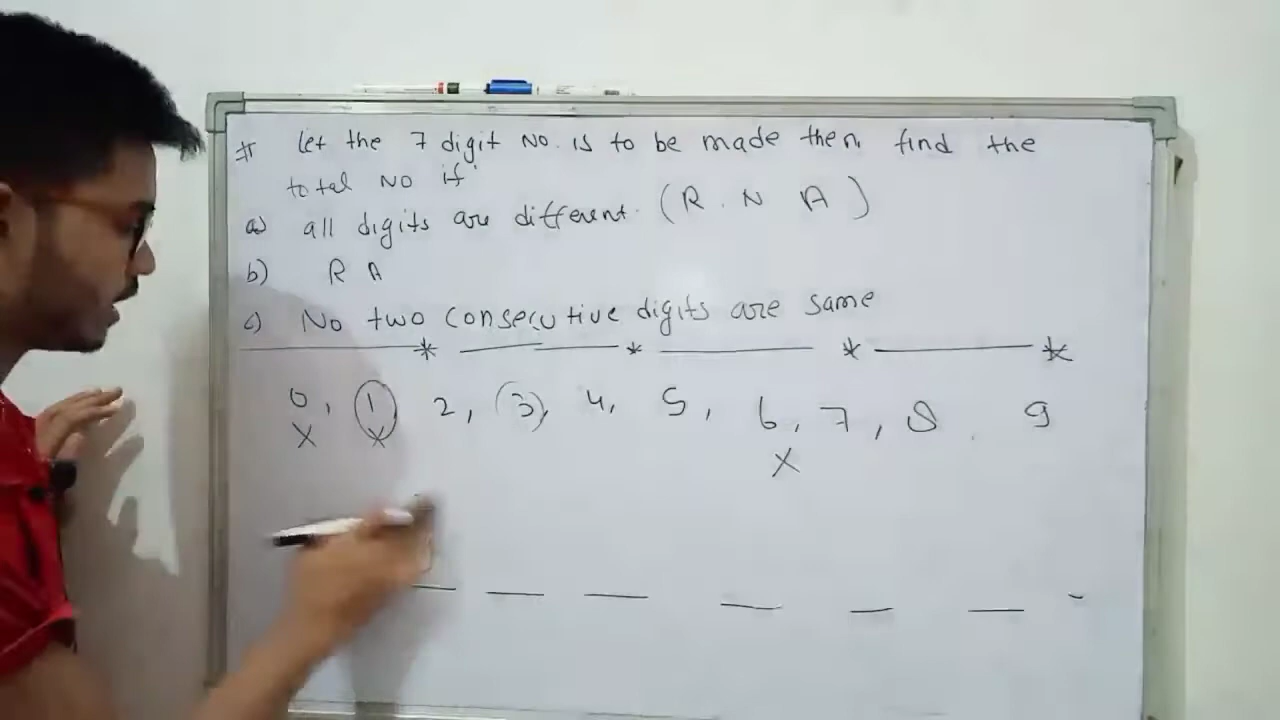 # let the 7 digit NO. is to be made then find the
total NO if
a) all digits are different. (R. N A)
b) R A
c) No two consecutive digits are same
* * * *
0, 1, 2, (3), 4, 5, 6, 7, 8, 9
X X X